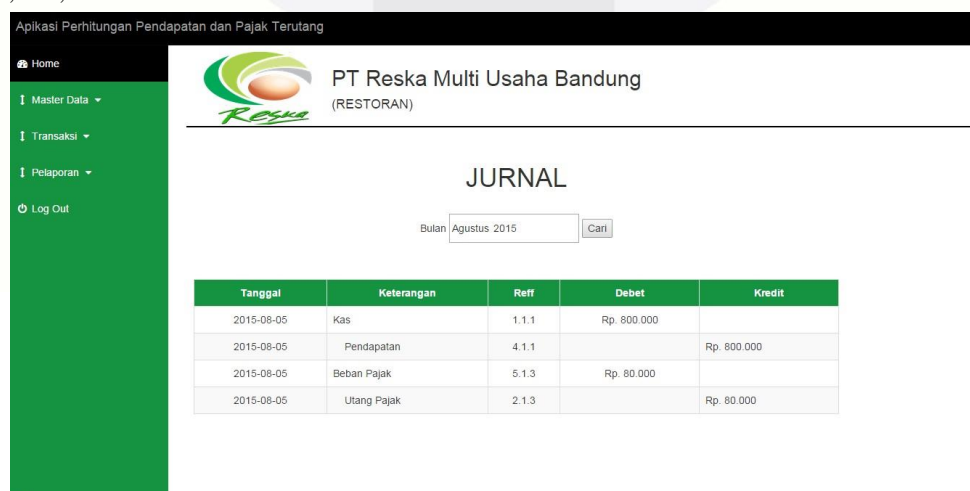 Apikasi Perhitungan Pendapatan dan Pajak Terutang
Home
Master Data
Transaksi
Pelaporan
Log Out
Reska
PT Reska Multi Usaha Bandung
(RESTORAN)
JURNAL
Bulan Agustus 2015 Cari
Tanggal Keterangan Reff Debet Kredit
2015-08-05 Kas 1.1.1 Rp. 800.000
2015-08-05 Pendapatan 4.1.1 Rp. 800.000
2015-08-05 Beban Pajak 5.1.3 Rp. 80.000
2015-08-05 Utang Pajak 2.1.3 Rp. 80.000